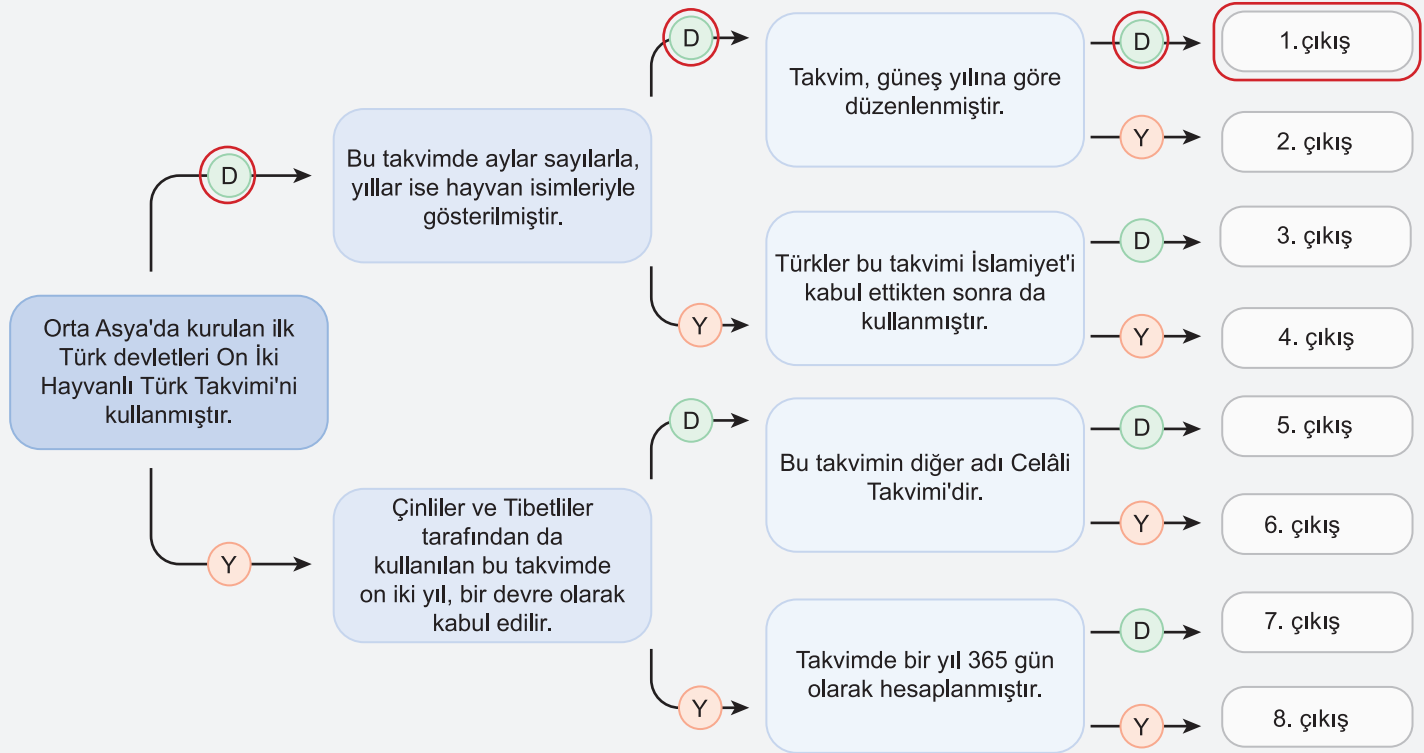 Orta Asya'da kurulan ilk
Türk devletleri On İki
Hayvanlı Türk Takvimi'ni
kullanmıştır.
D
Bu takvimde aylar sayılarla,
yıllar ise hayvan isimleriyle
gösterilmiştir.
D
Takvim, güneş yılına göre
düzenlenmiştir.
D
1.çıkış
Y
2. çıkış
Y
Türkler bu takvimi İslamiyet'i
kabul ettikten sonra da
kullanmıştır.
D
3. çıkış
Y
4. çıkış
Y
Çinliler ve Tibetliler
tarafından da
kullanılan bu takvimde
on iki yıl, bir devre olarak
kabul edilir.
D
Bu takvimin diğer adı Celâli
Takvimi'dir.
D
5. çıkış
Y
6. çıkış
Y
Takvimde bir yıl 365 gün
olarak hesaplanmıştır.
D
7. çıkış
Y
8. çıkış